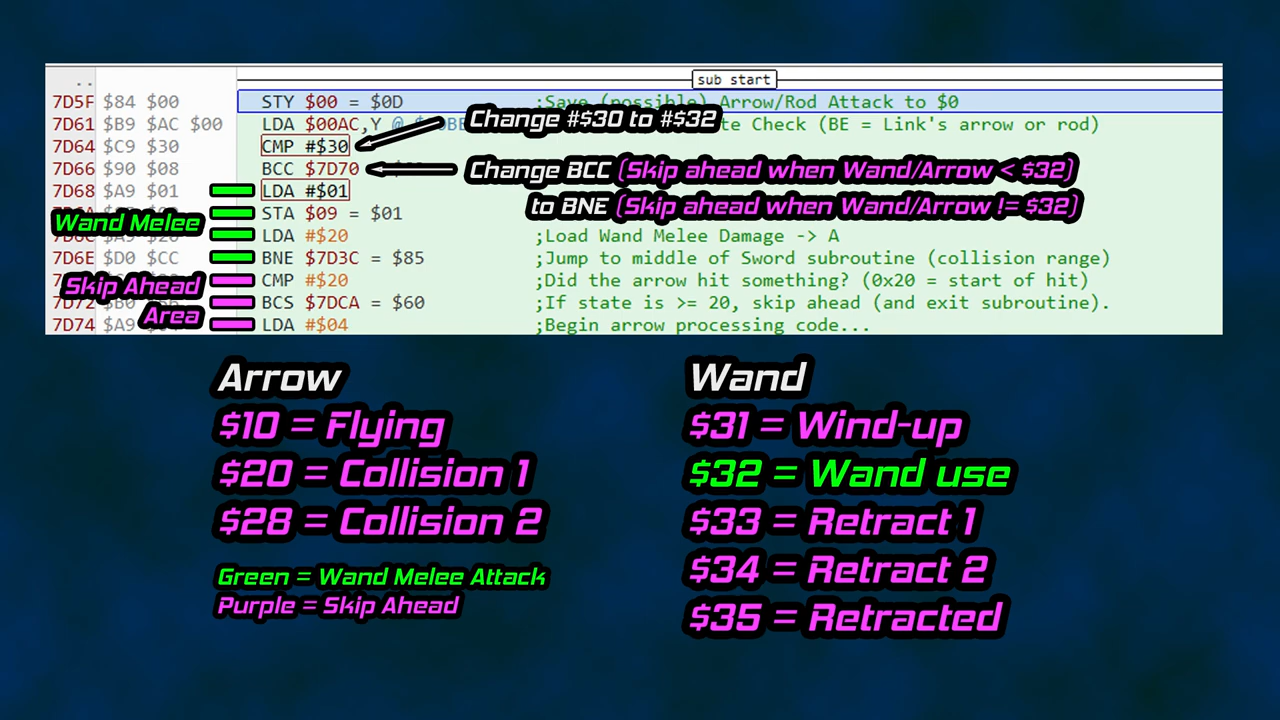 ..
sub start
7D5F $84 $00 STY $00 = $0D ;Save (possible) Arrow/Rod Attack to $0
7D61 $B9 $AC $00 LDA $00AC,Y @ Check (BE = Link's arrow or rod)
Change #$30 to #$32
7D64 $C9 $30 CMP #$30
7D66 $90 $08 BCC $7D70
Change BCC (Skip ahead when Wand/Arrow < $32)
7D68 $A9 $01 LDA #$01
to BNE (Skip ahead when Wand/Arrow != $32)
STA $09 = $01
Wand Melee
LDA #$20 ;Load Wand Melee Damage -> A
7D6E $D0 $CC BNE $7D3C = $85 ;Jump to middle of Sword subroutine (collision range)
CMP #$20 ;Did the arrow hit something? (0x20 = start of hit)
Skip Ahead
BCS $7DCA = $60 ;If state is >= 20, skip ahead (and exit subroutine).
Area
7D74 $A9 LDA #$04 ;Begin arrow processing code...
Arrow
$10 = Flying
$20 = Collision 1
$28 = Collision 2
Green = Wand Melee Attack
Purple = Skip Ahead
Wand
$31 = Wind-up
$32 = Wand use
$33 = Retract 1
$34 = Retract 2
$35 = Retracted